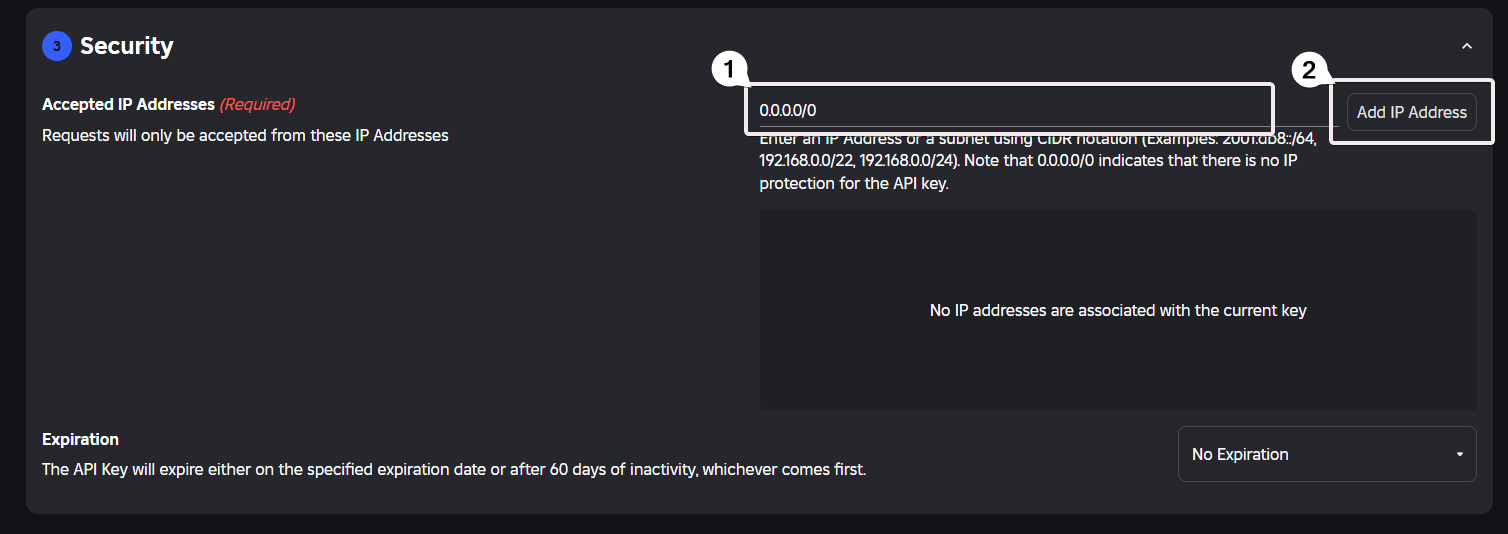 3 Security
1
2
Accepted IP Addresses (Required)
0.0.0.0/0
Add IP Address
Requests will only be accepted from these IP Addresses
Enter an IP Address or a subnet using CIDR notation (Examples: 2001:db8::/64,
192.168.0.0/22, 192.168.0.0/24). Note that 0.0.0.0/0 indicates that there is no IP
protection for the API key.
No IP addresses are associated with the current key
Expiration
The API Key will expire either on the specified expiration date or after 60 days of inactivity, whichever comes first.
No Expiration